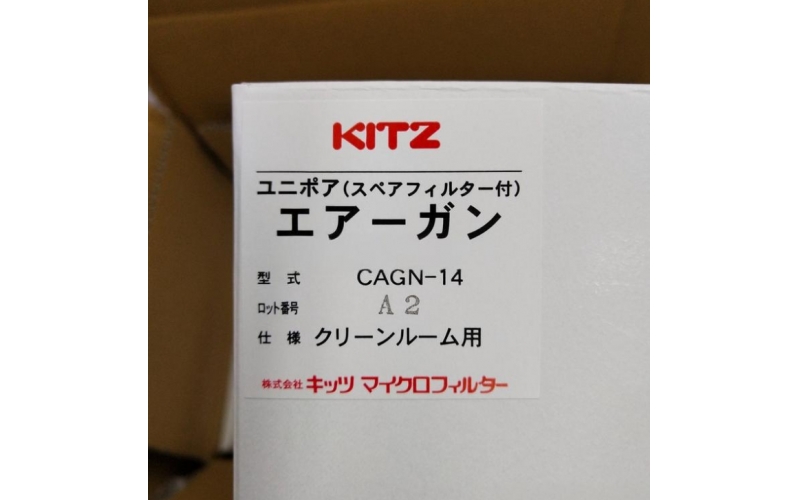 KITZ
ユニポア(スペアフィルター付)
エアーガン
型式 CAGN-14
ロット番号 A2
仕様 クリーンルーム用
株式会社 キッツ マイクロフィルター